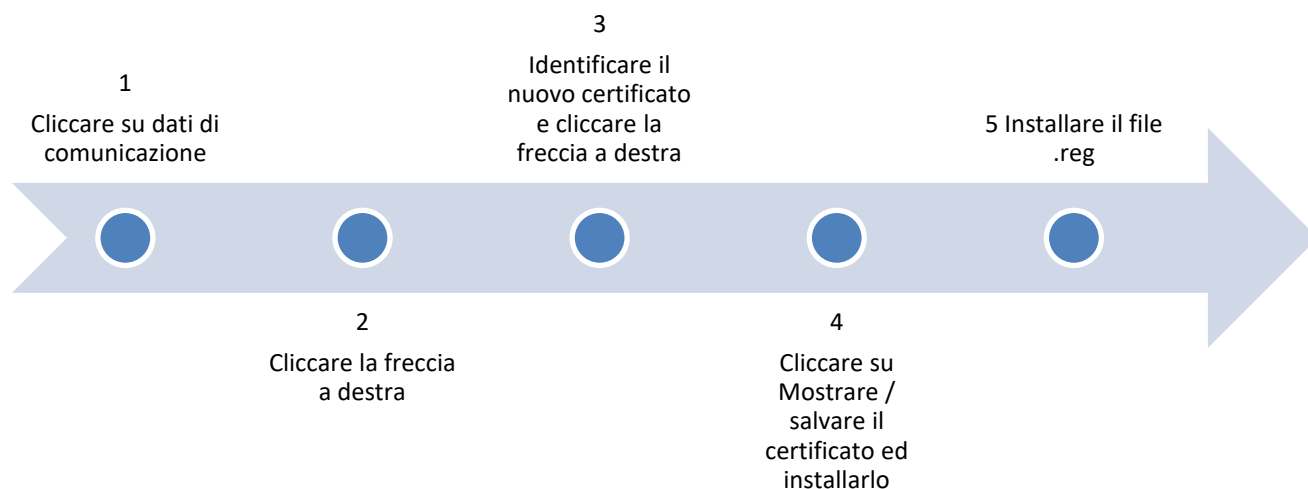 1
Cliccare su dati di
comunicazione
2
Cliccare la freccia
a destra
3
Identificare il
nuovo certificato
e cliccare la
freccia a destra
4
Cliccare su
Mostrare /
salvare il
certificato ed
installarlo
5 Installare il file
.reg